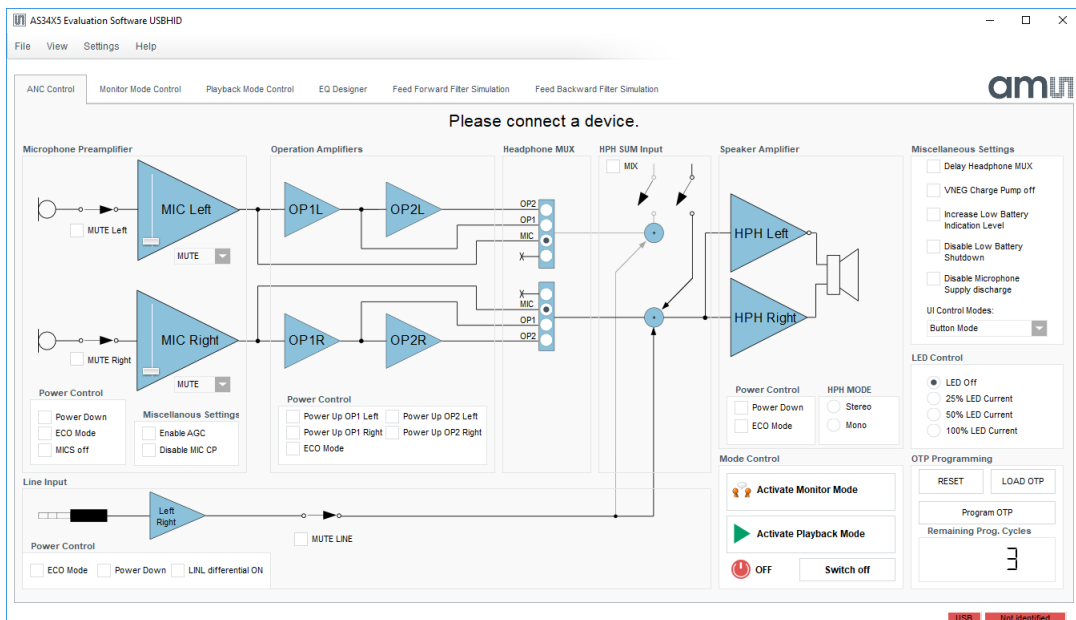 AS34X5 Evaluation Software USBHID
File View Settings Help
ANC Control Monitor Mode Control Playback Mode Control EQ Designer Feed Forward Filter Simulation Feed Backward Filter Simulation
am
Please connect a device.
Microphone Preamplifier
MIC Left
MUTE Left
MUTE
MIC Right
MUTE Right
MUTE
Power Control
Power Down
ECO Mode
MICS off
Miscellanous Settings
Enable AGC
Disable MIC CP
Operation Amplifiers
OP1L OP2L
OP1R OP2R
Power Control
Power Up OP1 Left Power Up OP2 Left
Power Up OP1 Right Power Up OP2 Right
ECO Mode
Headphone MUX
OP2
OP1
MIC
X
X
MIC
OP1
OP2
HPH SUM Input
MIX
Speaker Amplifier
HPH Left
HPH Right
Power Control
Power Down
ECO Mode
HPH MODE
Stereo
Mono
Line Input
Left
Right
MUTE LINE
Power Control
ECO Mode Power Down LINL differential ON
Mode Control
Activate Monitor Mode
Activate Playback Mode
OFF Switch off
Miscellaneous Settings
Delay Headphone MUX
VNEG Charge Pump off
Increase Low Battery
Indication Level
Disable Low Battery
Shutdown
Disable Microphone
Supply discharge
UI Control Modes:
Button Mode
LED Control
LED Off
25% LED Current
50% LED Current
100% LED Current
OTP Programming
RESET LOAD OTP
Program OTP
Remaining Prog. Cycles
3
USB Not identified